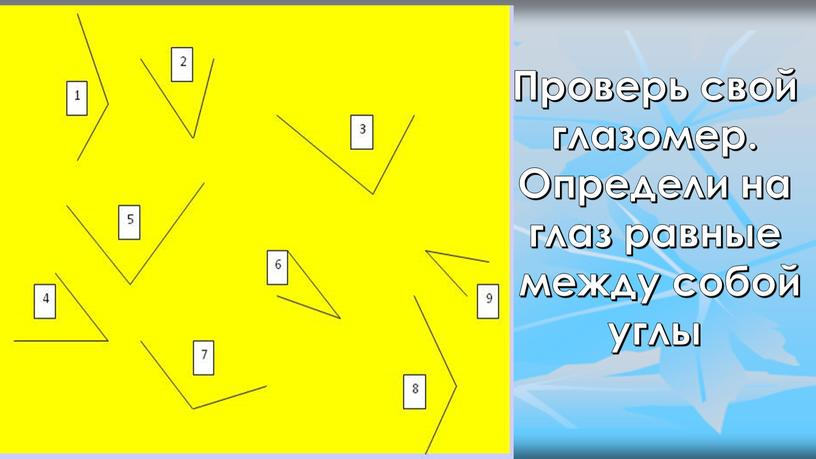 1
2
3
Проверь свой
глазомер.
Определи на
глаз равные
между собой
углы
5
6
4
9
7
8